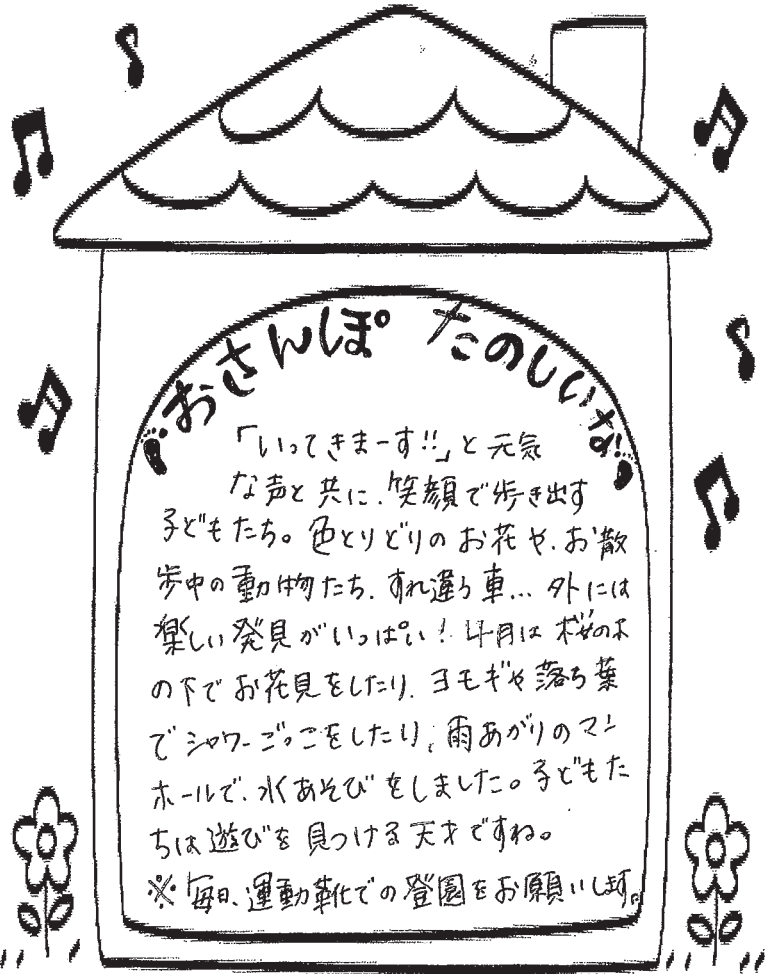 おさんぽ たのしいな!!
「いってきまーす!!」と元気
な声と共に、笑顔で歩き出す
子どもたち。色とりどりのお花や、お散
歩中の動物たち、すれ違う車...外には
楽しい発見がいっぱい!4月は桜の木
の下でお花見をしたり、ヨモギや落ち葉
でシャワーごっこをしたり、雨あがりのマン
ホールで、水あそびをしました。子どもた
ちは遊びを見つける天才ですね。
※毎日、運動靴での登園をお願いします。